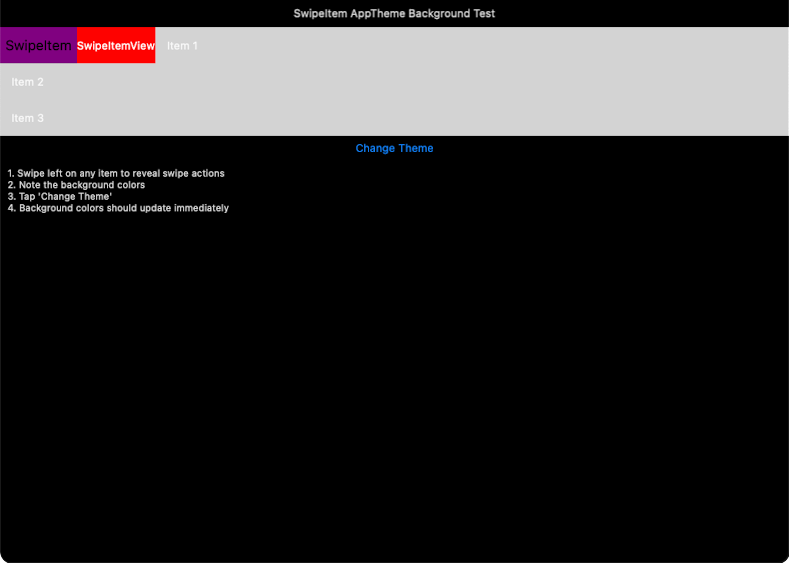 SwipeItem AppTheme Background Test
SwipeItem SwipeItemView Item 1
Item 2
Item 3
Change Theme
1. Swipe left on any item to reveal swipe actions
2. Note the background colors
3. Tap 'Change Theme'
4. Background colors should update immediately